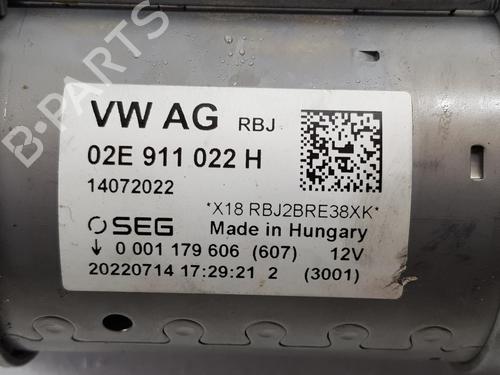 B-PARTS
VW AG RBJ
02E 911 022 H
14072022
*X18 RBJ2BRE38XK*
SEG Made in Hungary
↓ 0 001 179 606 (607) 12V
20220714 17:29:21 2 (3001)